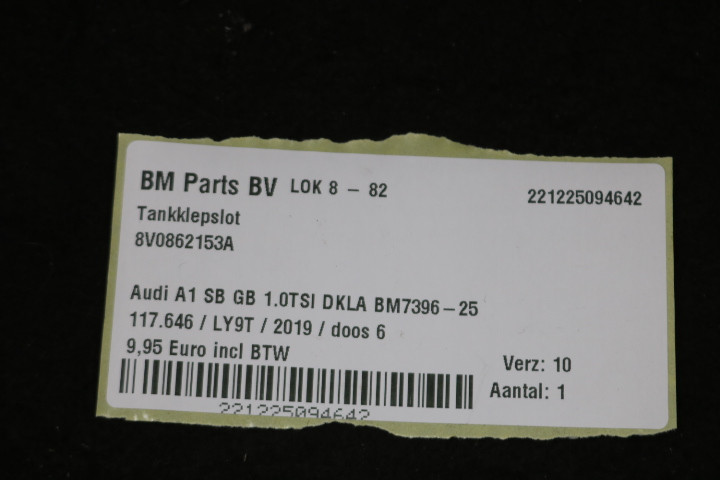 BM Parts BV LOK 8 - 82 221225094642
Tankklepslot
8V0862153A
Audi A1 SB GB 1.0TSI DKLA BM7396-25
117.646 / LY9T / 2019 / doos 6
9,95 Euro incl BTW
Verz: 10
Aantal: 1
221225094642